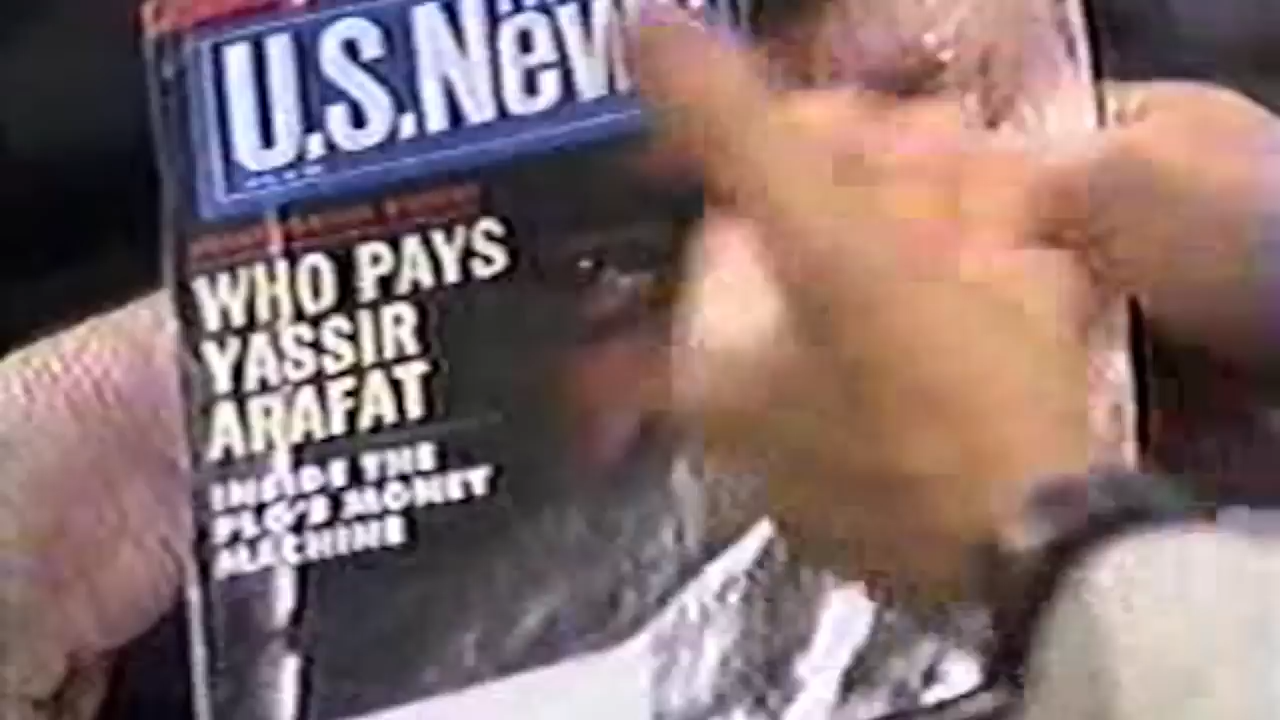 U.S.New
WHO PAYS
YASSIR
ARAFAT
INSIDE THE
PLO'S MONEY
MACHINE